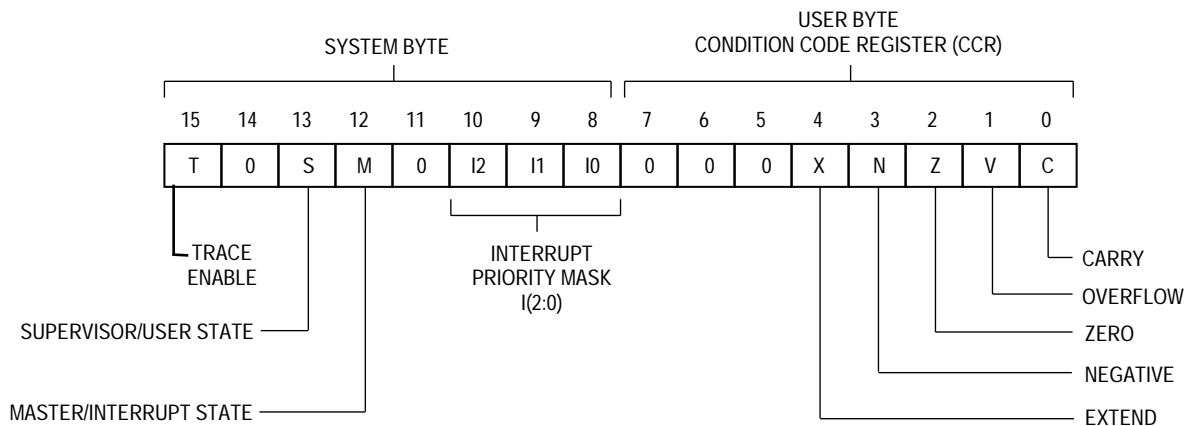 USER BYTE
SYSTEM BYTE
CONDITION CODE REGISTER (CCR)
15 14 13 12 11 10 9 8 7 6 5 4 3 2 1 0
T 0 S M 0 I2 I1 I0 0 0 0 X N Z V C
TRACE
ENABLE
INTERRUPT
PRIORITY MASK
I(2:0)
CARRY
OVERFLOW
SUPERVISOR/USER STATE
ZERO
NEGATIVE
MASTER/INTERRUPT STATE
EXTEND